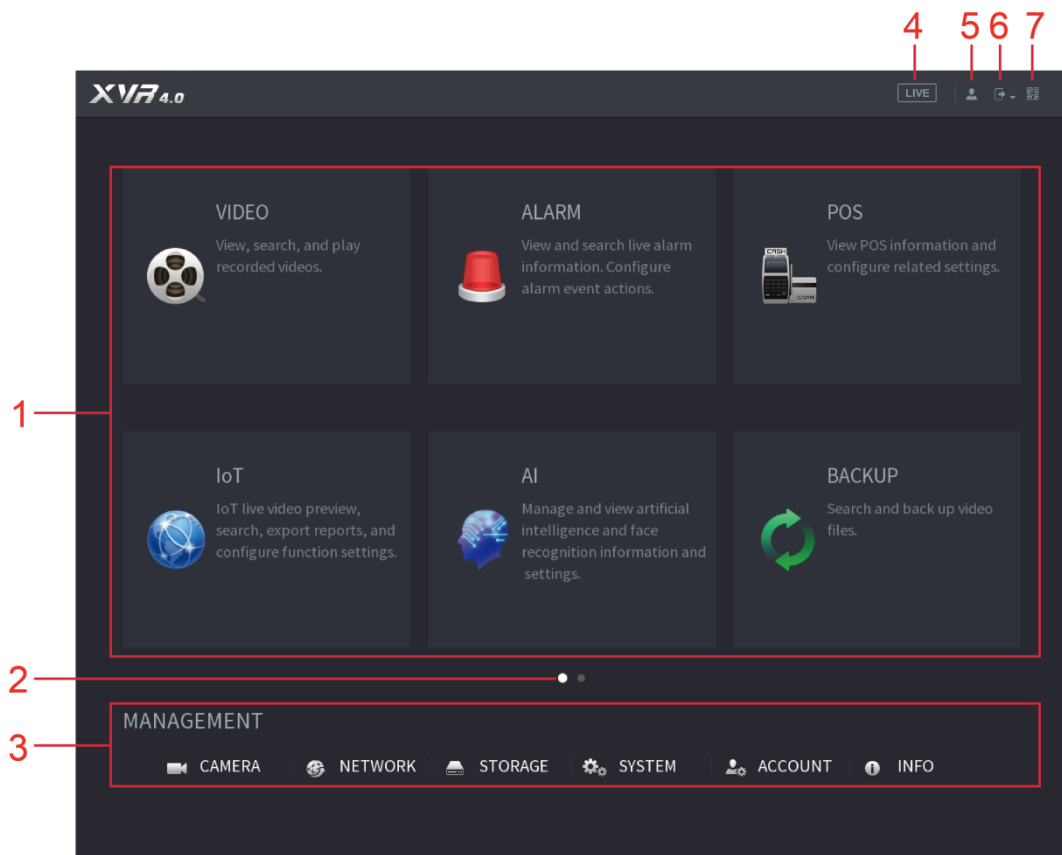 4 5 6 7
XVR 4.0
LIVE
VIDEO
View, search, and play
recorded videos.
ALARM
View and search live alarm
information. Configure
alarm event actions.
POS
View POS information and
configure related settings.
CASH
1
IoT
IoT live video preview,
search, export reports, and
configure function settings.
AI
Manage and view artificial
intelligence and face
recognition information and
settings.
BACKUP
Search and back up video
files.
2
3
MANAGEMENT
CAMERA NETWORK STORAGE SYSTEM ACCOUNT INFO